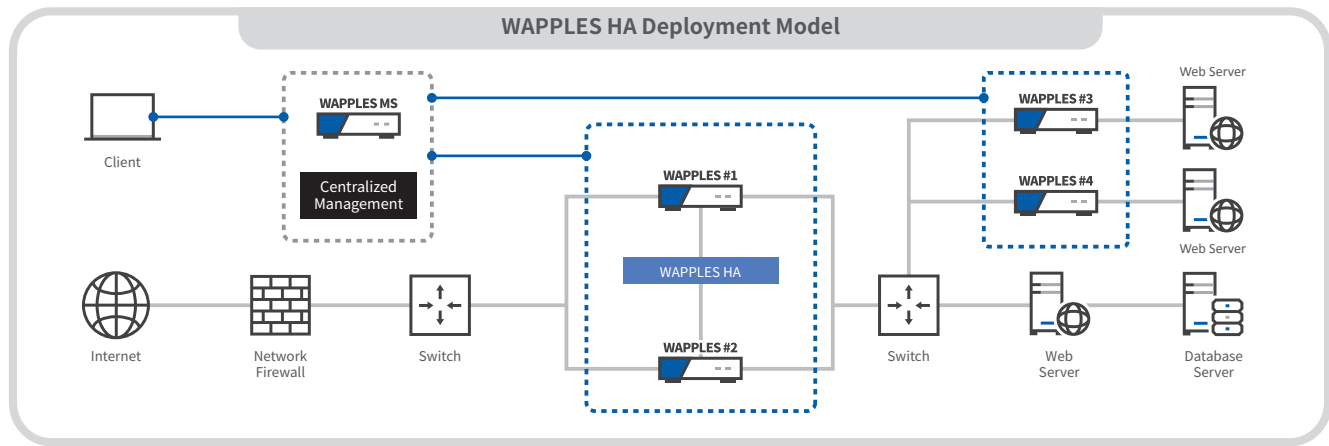 WAPPLES HA Deployment Model
Client
WAPPLES MS
Centralized
Management
WAPPLES #1
WAPPLES HA
WAPPLES #2
WAPPLES #3
WAPPLES #4
Web Server
Web Server
Internet
Network
Firewall
Switch
Switch
Web
Server
Database
Server